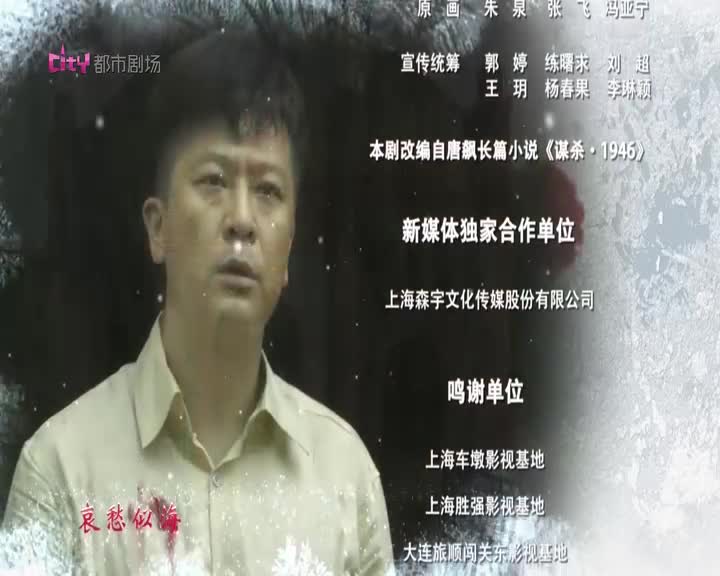 原 画 朱 泉 张 飞 冯亚宁
city 都市剧场
宣传统筹 郭 婷 练曙求 刘 超
王 玥 杨春果 李琳颖
本剧改编自唐飙长篇小说《谋杀·1946》
新媒体独家合作单位
上海森宇文化传媒股份有限公司
鸣谢单位
上海车墩影视基地
上海胜强影视基地
哀愁似海
大连旅顺闯关东影视基地